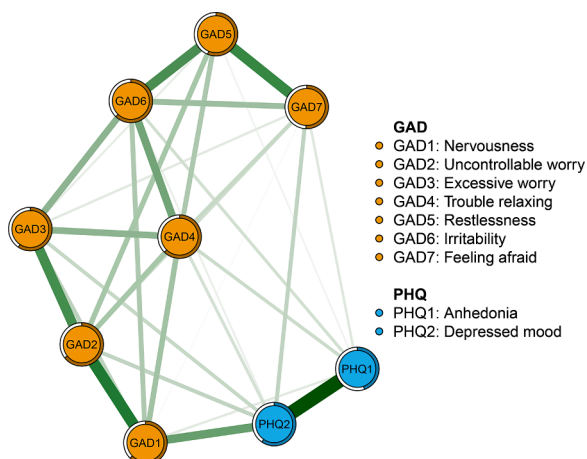 GAD5
GAD6
GAD7
GAD3
GAD4
GAD2
PHQ1
PHQ2
GAD1
GAD
GAD1: Nervousness
GAD2: Uncontrollable worry
GAD3: Excessive worry
GAD4: Trouble relaxing
GAD5: Restlessness
GAD6: Irritability
GAD7: Feeling afraid
PHQ
PHQ1: Anhedonia
PHQ2: Depressed mood